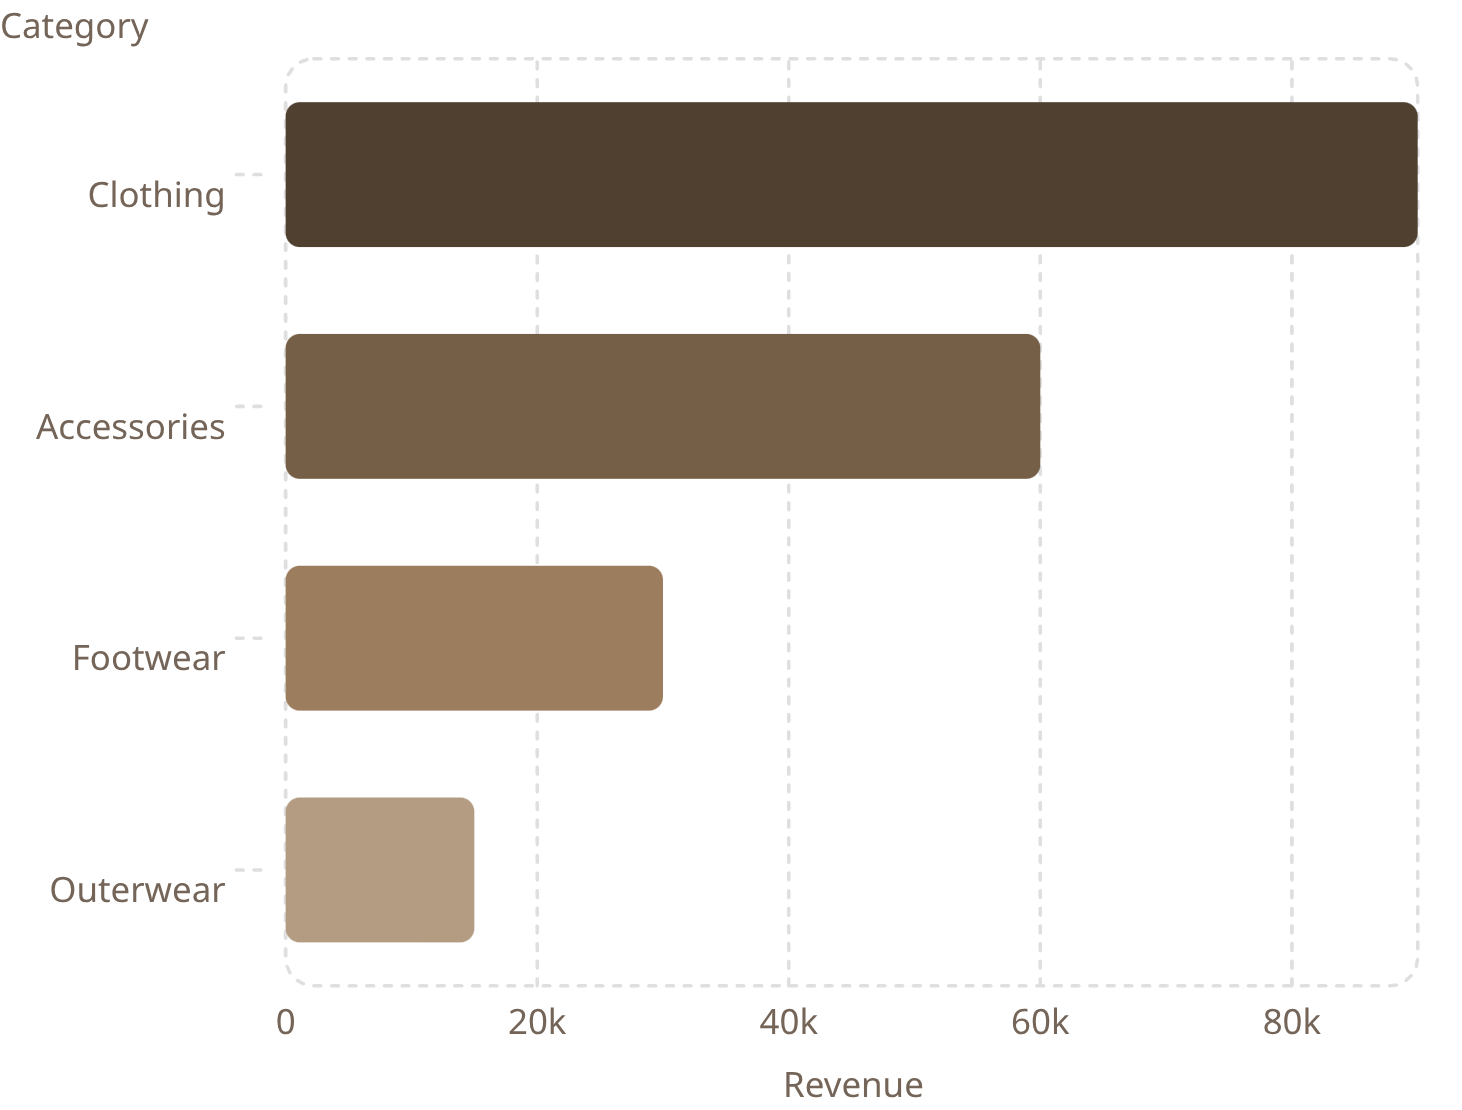 Category
Clothing
Accessories
Footwear
Outerwear
0 20k 40k 60k 80k
Revenue